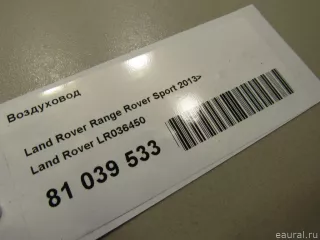 Воздуховод
Land Rover Range Rover Sport 2013>
Land Rover LR036450
81 039 533
eaural.ru